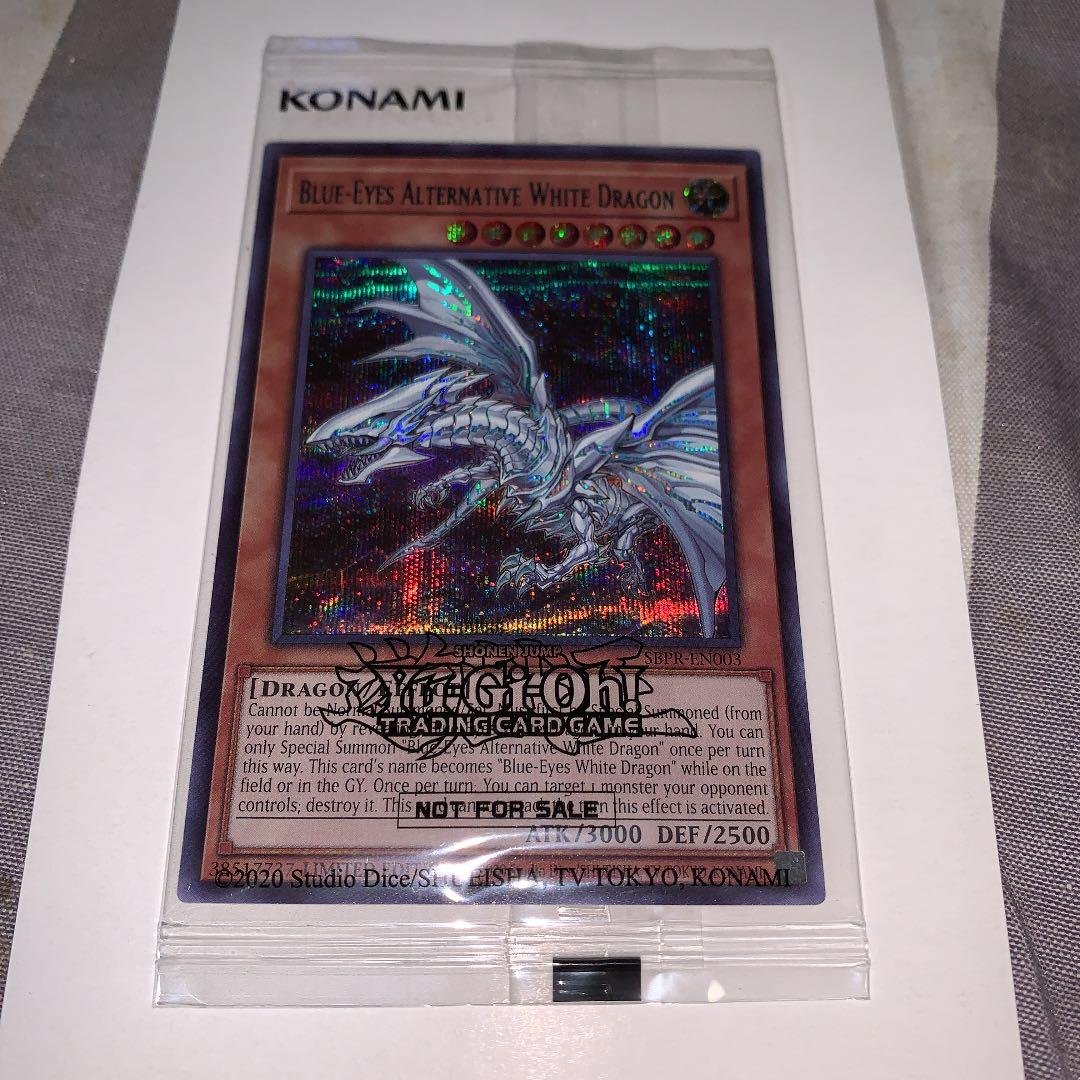 KONAMI
BLUE-EYES ALTERNATIVE WHITE DRAGON
SBPR-EN003
SHONEN JUMP
Yu-Gi-Oh!
TRADING CARD GAME
[DRAGON
Cannot be Summoned (from
your hand) by your hand. You can
only Special Summon "Blue-Eyes Alternative White Dragon" once per turn
this way. This card's name becomes "Blue-Eyes White Dragon" while on the
field or in the GY. Once per turn: You can target 1 monster your opponent
controls; destroy it. This this effect is activated.
NOT FOR SALE
ATK/3000 DEF/2500
38517737 LIMITED
©2020 Studio Dice/SHUEISHA, TV TOKYO, KONAMI